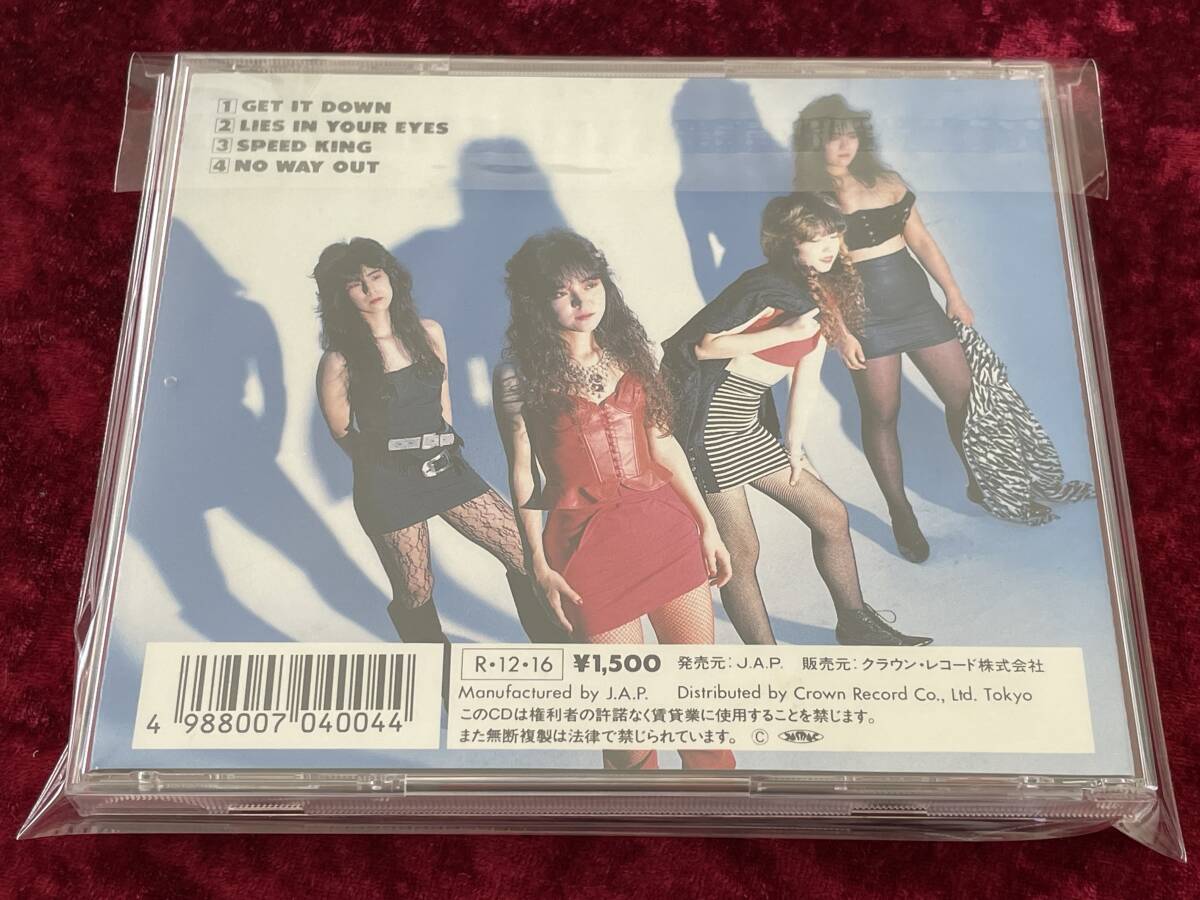 1 GET IT DOWN
2 LIES IN YOUR EYES
3 SPEED KING
4 NO WAY OUT
4 988007 040044
R・12・16 ¥1,500 発売元：J.A.P. 販売元：クラウン・レコード株式会社
Manufactured by J.A.P. Distributed by Crown Record Co., Ltd. Tokyo
このCDは権利者の許諾なく賃貸業に使用することを禁じます。
また無断複製は法律で禁じられています。 Ⓒ JASRAC